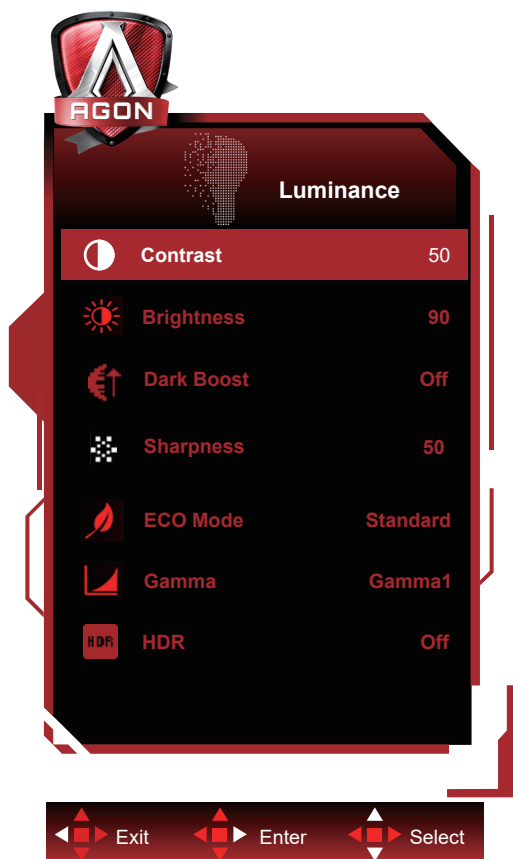 AGON
Luminance
Contrast 50
Brightness 90
Dark Boost Off
Sharpness 50
ECO Mode Standard
Gamma Gamma1
HDR HDR Off
Exit Enter Select